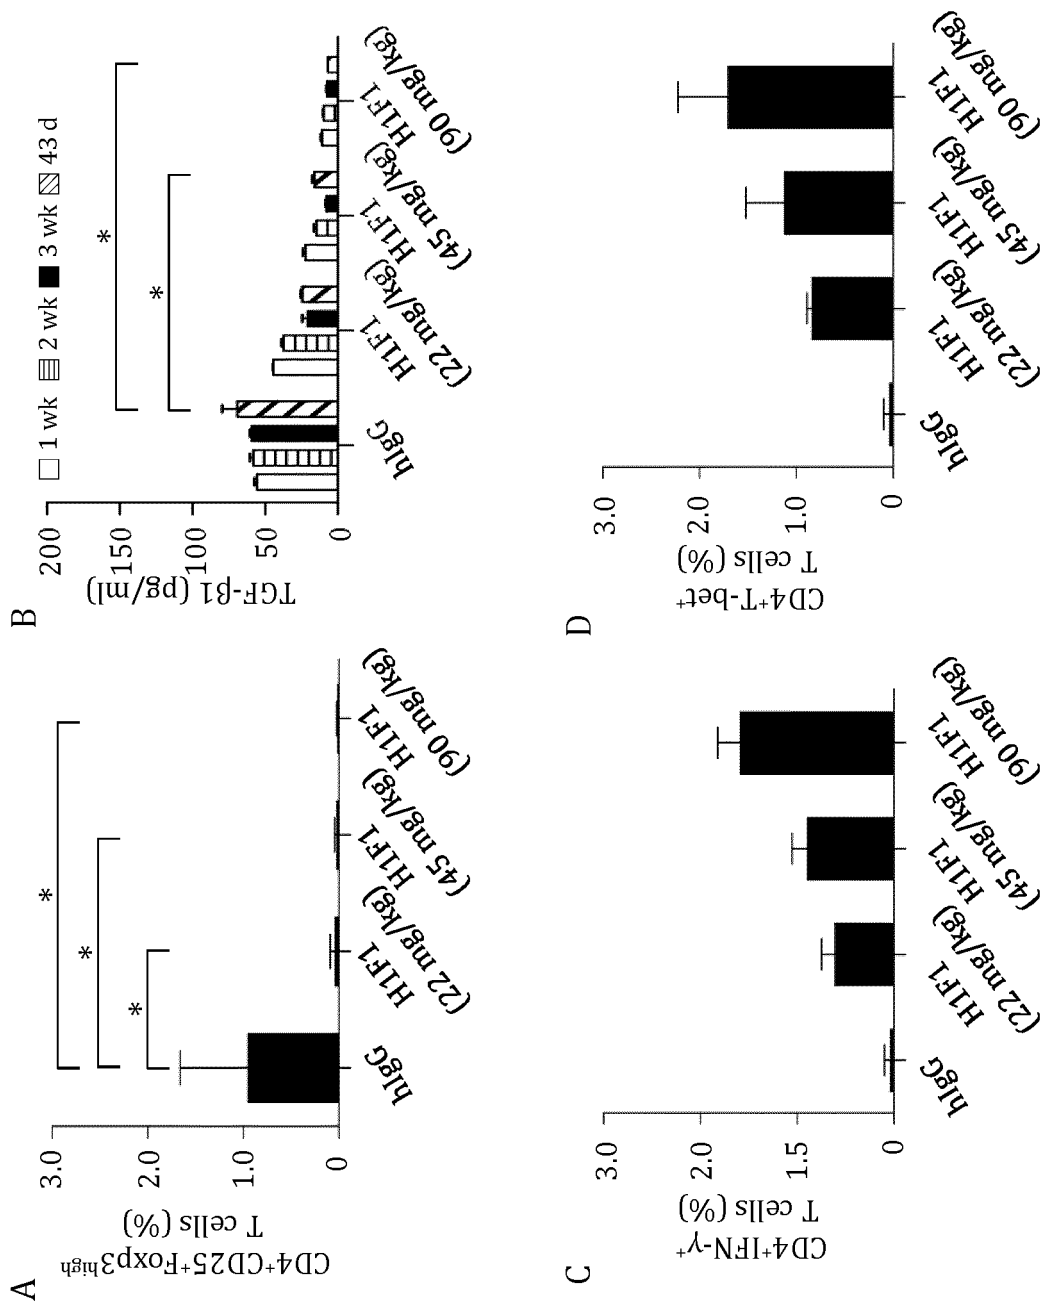 A
CD4⁺CD25⁺Foxp3ʰⁱᵍʰ
T cells (%)
3.0
2.0
1.0
0
*
*
*
hIgG
H1F1
(22 mg/kg)
H1F1
(45 mg/kg)
H1F1
(90 mg/kg)
B
1 wk 2 wk 3 wk 43 d
TGF-β1 (pg/ml)
200
150
100
50
0
*
*
hIgG
H1F1
(22 mg/kg)
H1F1
(45 mg/kg)
H1F1
(90 mg/kg)
C
CD4⁺IFN-γ⁺
T cells (%)
3.0
2.0
1.5
0
hIgG
H1F1
(22 mg/kg)
H1F1
(45 mg/kg)
H1F1
(90 mg/kg)
D
CD4⁺T-bet⁺
T cells (%)
3.0
2.0
1.0
0
hIgG
H1F1
(22 mg/kg)
H1F1
(45 mg/kg)
H1F1
(90 mg/kg)